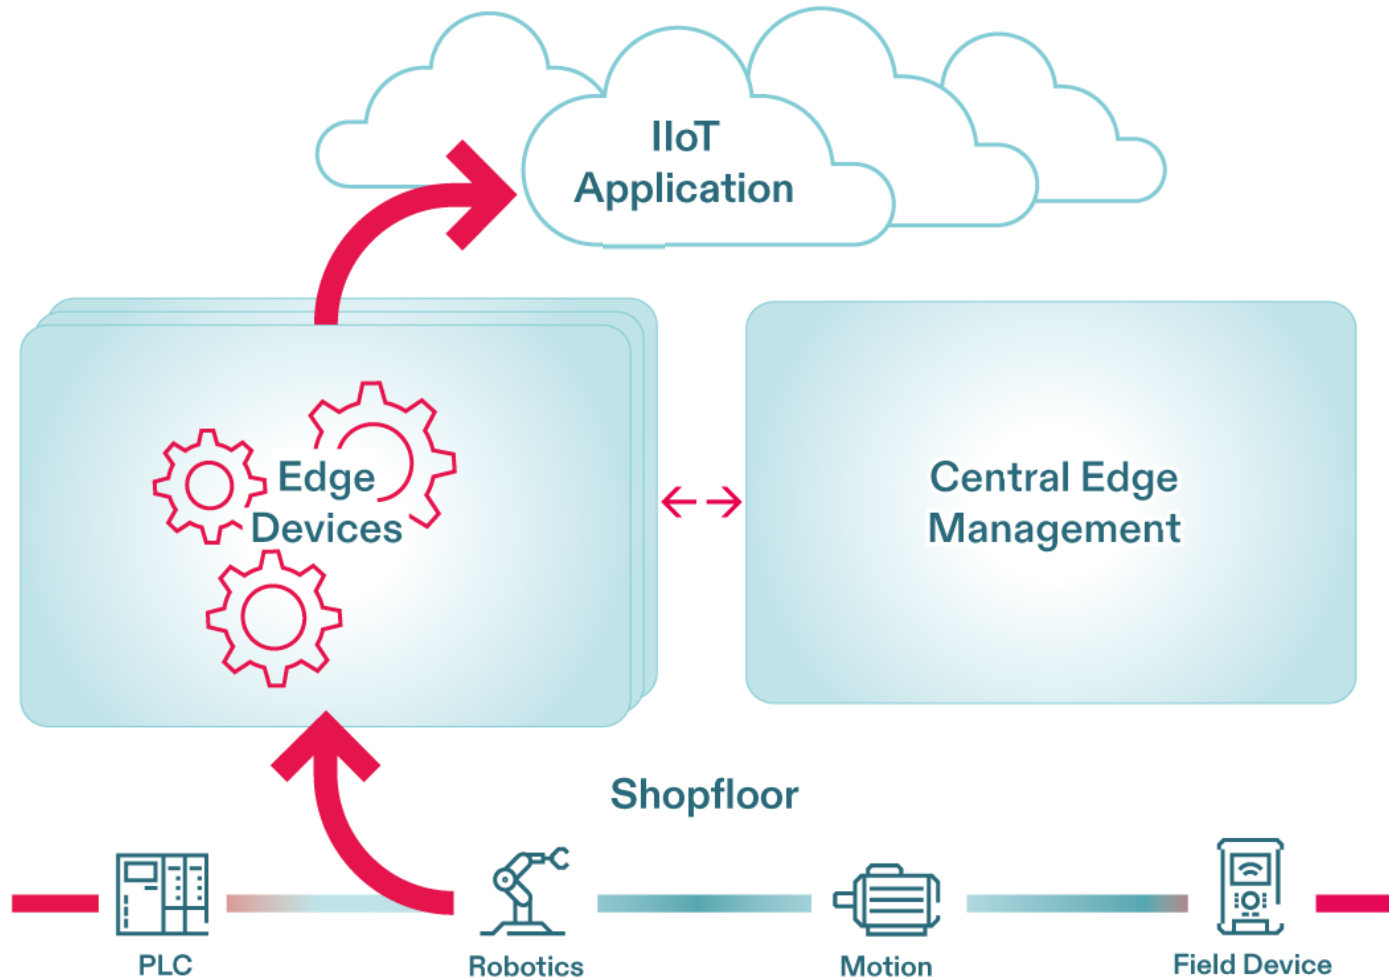 IIoT
Application
Edge
Devices
Central Edge
Management
Shopfloor
PLC
Robotics
Motion
Field Device